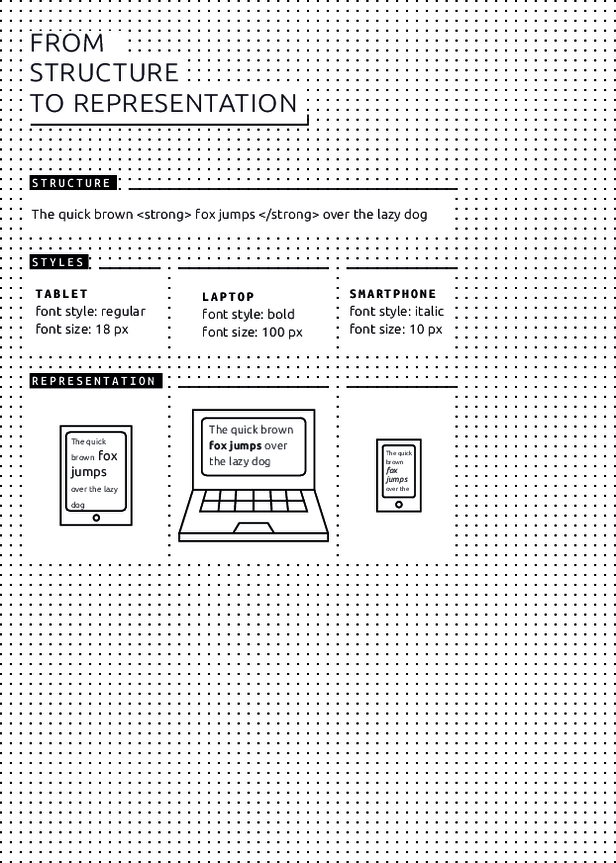 FROM
STRUCTURE
TO REPRESENTATION
STRUCTURE
The quick brown <strong> fox jumps </strong> over the lazy dog
STYLES
TABLET
font style: regular
font size: 18 px
LAPTOP
font style: bold
font size: 100 px
SMARTPHONE
font style: italic
font size: 10 px
REPRESENTATION
The quick
brown fox
jumps
over the lazy
dog
The quick brown
fox jumps over
the lazy dog
The quick
brown
fox
jumps
over the